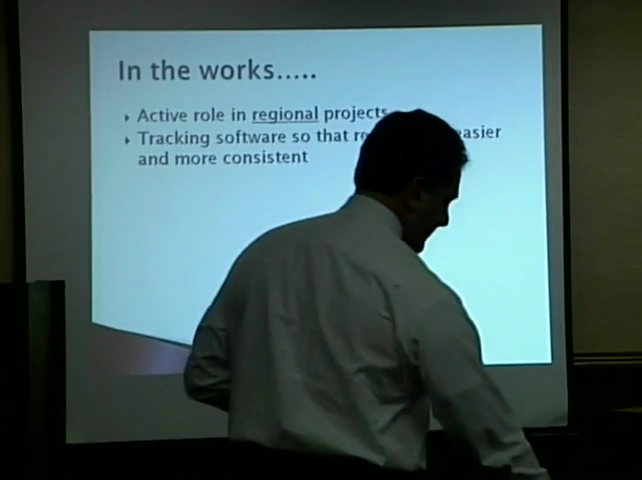 In the works.....
Active role in regional projects
Tracking software so that easier
and more consistent